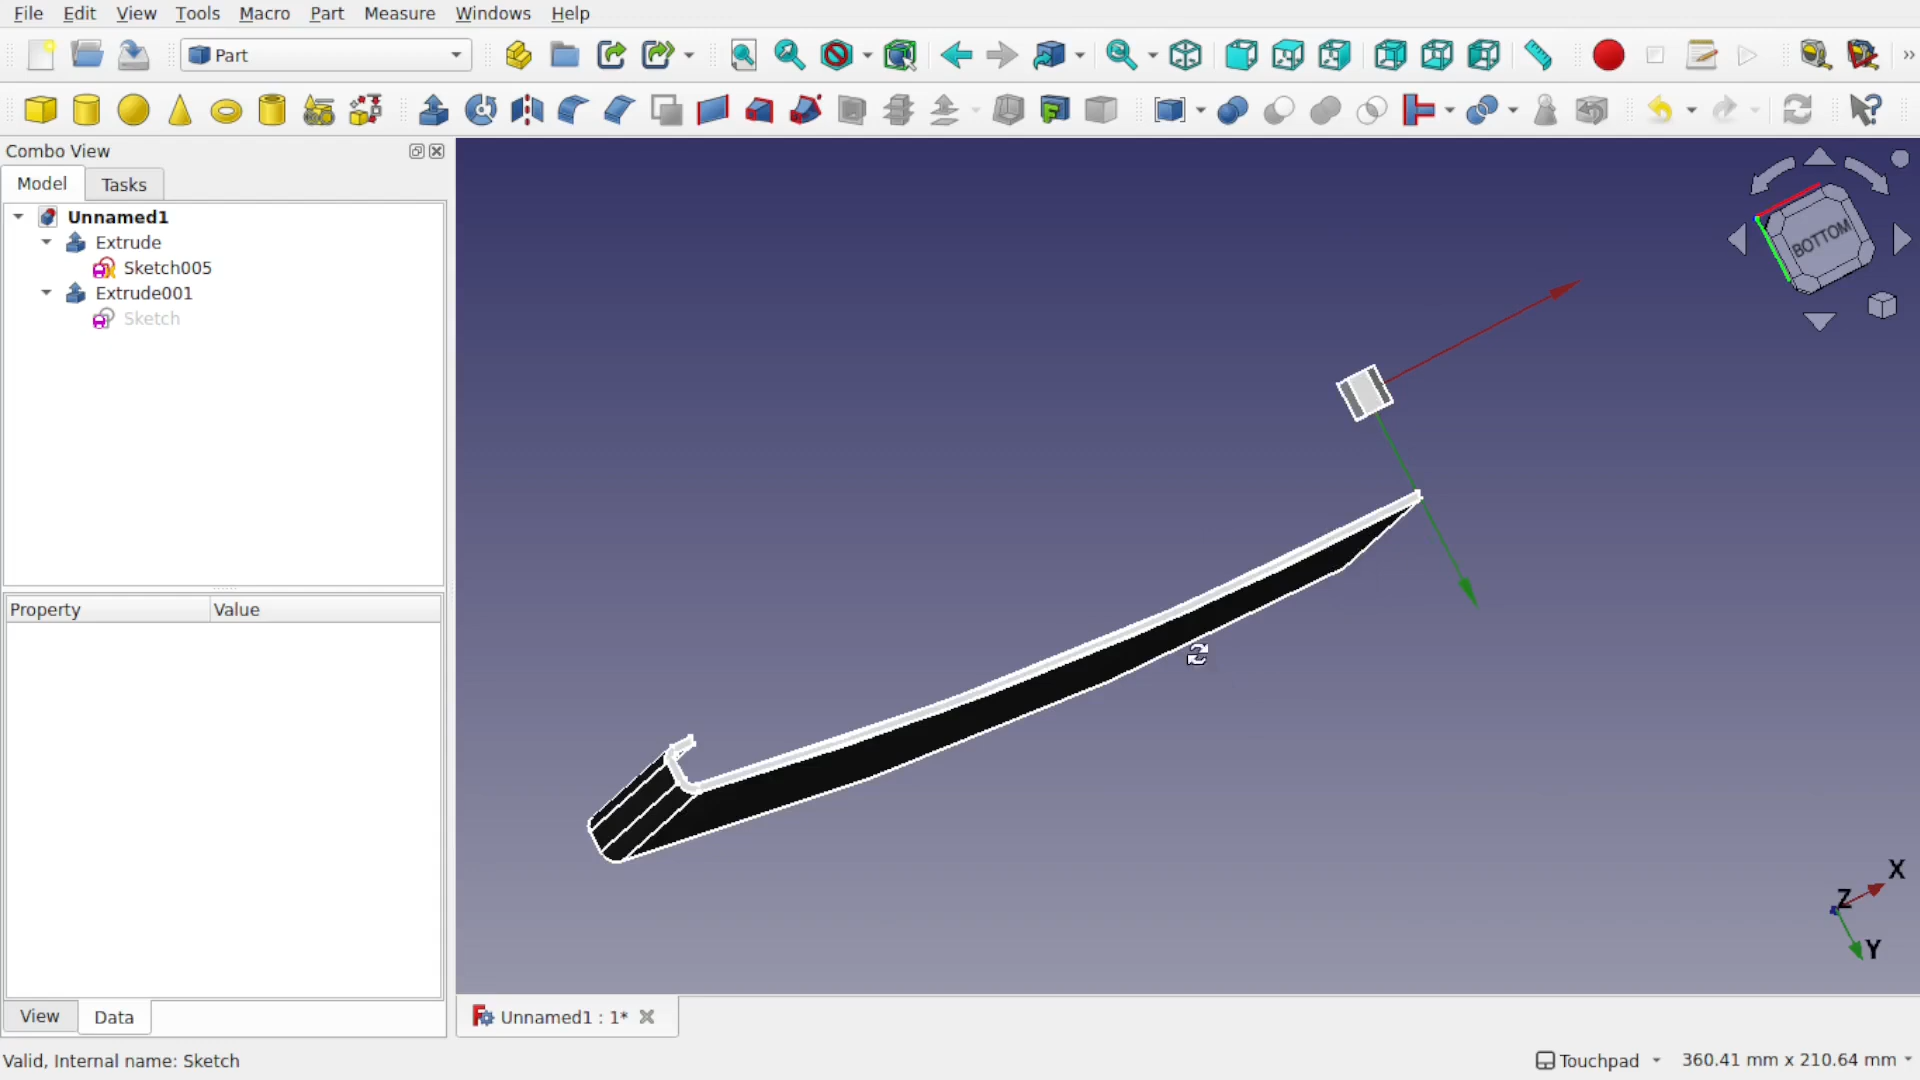 File Edit View Tools Macro Part Measure Windows Help
Part
»
Combo View
Model Tasks
Unnamed1
Extrude
Sketch005
Extrude001
Sketch
Property Value
View Data
BOTTOM
X
Z
Y
Unnamed1 : 1*
Valid, Internal name: Sketch
Touchpad 360.41 mm x 210.64 mm